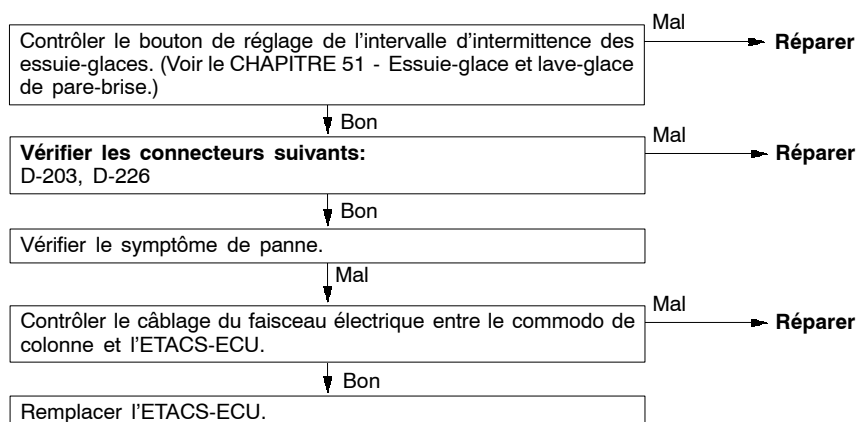 Mal
Contrôler le bouton de réglage de l'intervalle d'intermittence des
essuie-glaces. (Voir le CHAPITRE 51 - Essuie-glace et lave-glace
de pare-brise.)
Réparer
Bon
Mal
Vérifier les connecteurs suivants:
D-203, D-226
Réparer
Bon
Vérifier le symptôme de panne.
Mal
Mal
Contrôler le câblage du faisceau électrique entre le commodo de
colonne et l'ETACS-ECU.
Réparer
Bon
Remplacer l'ETACS-ECU.